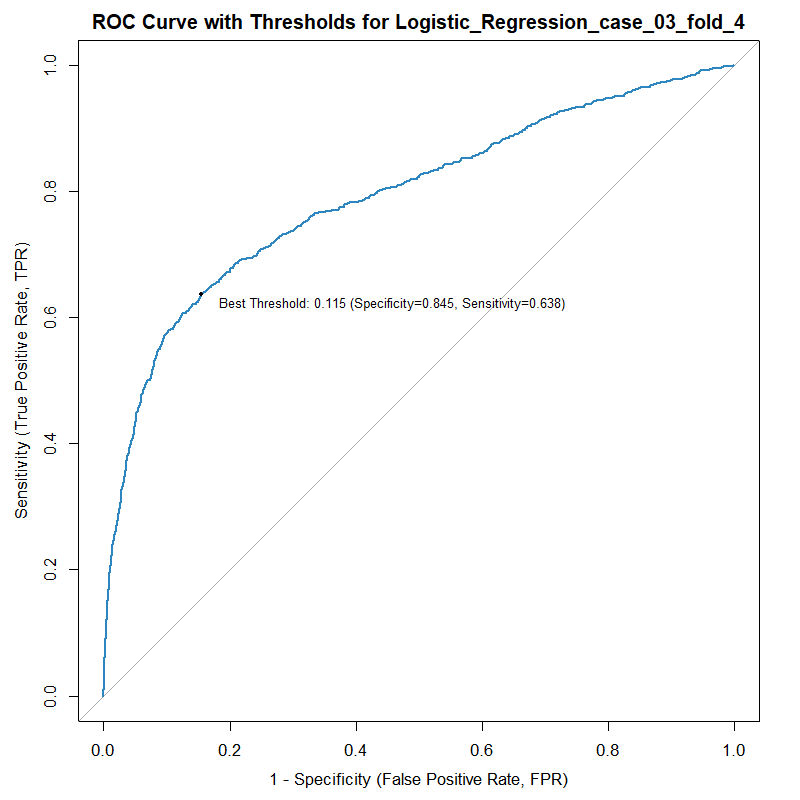 ROC Curve with Thresholds for Logistic_Regression_case_03_fold_4
Sensitivity (True Positive Rate, TPR)
1.0
0.8
0.6
0.4
0.2
0.0
Best Threshold: 0.115 (Specificity=0.845, Sensitivity=0.638)
0.0 0.2 0.4 0.6 0.8 1.0
1 - Specificity (False Positive Rate, FPR)